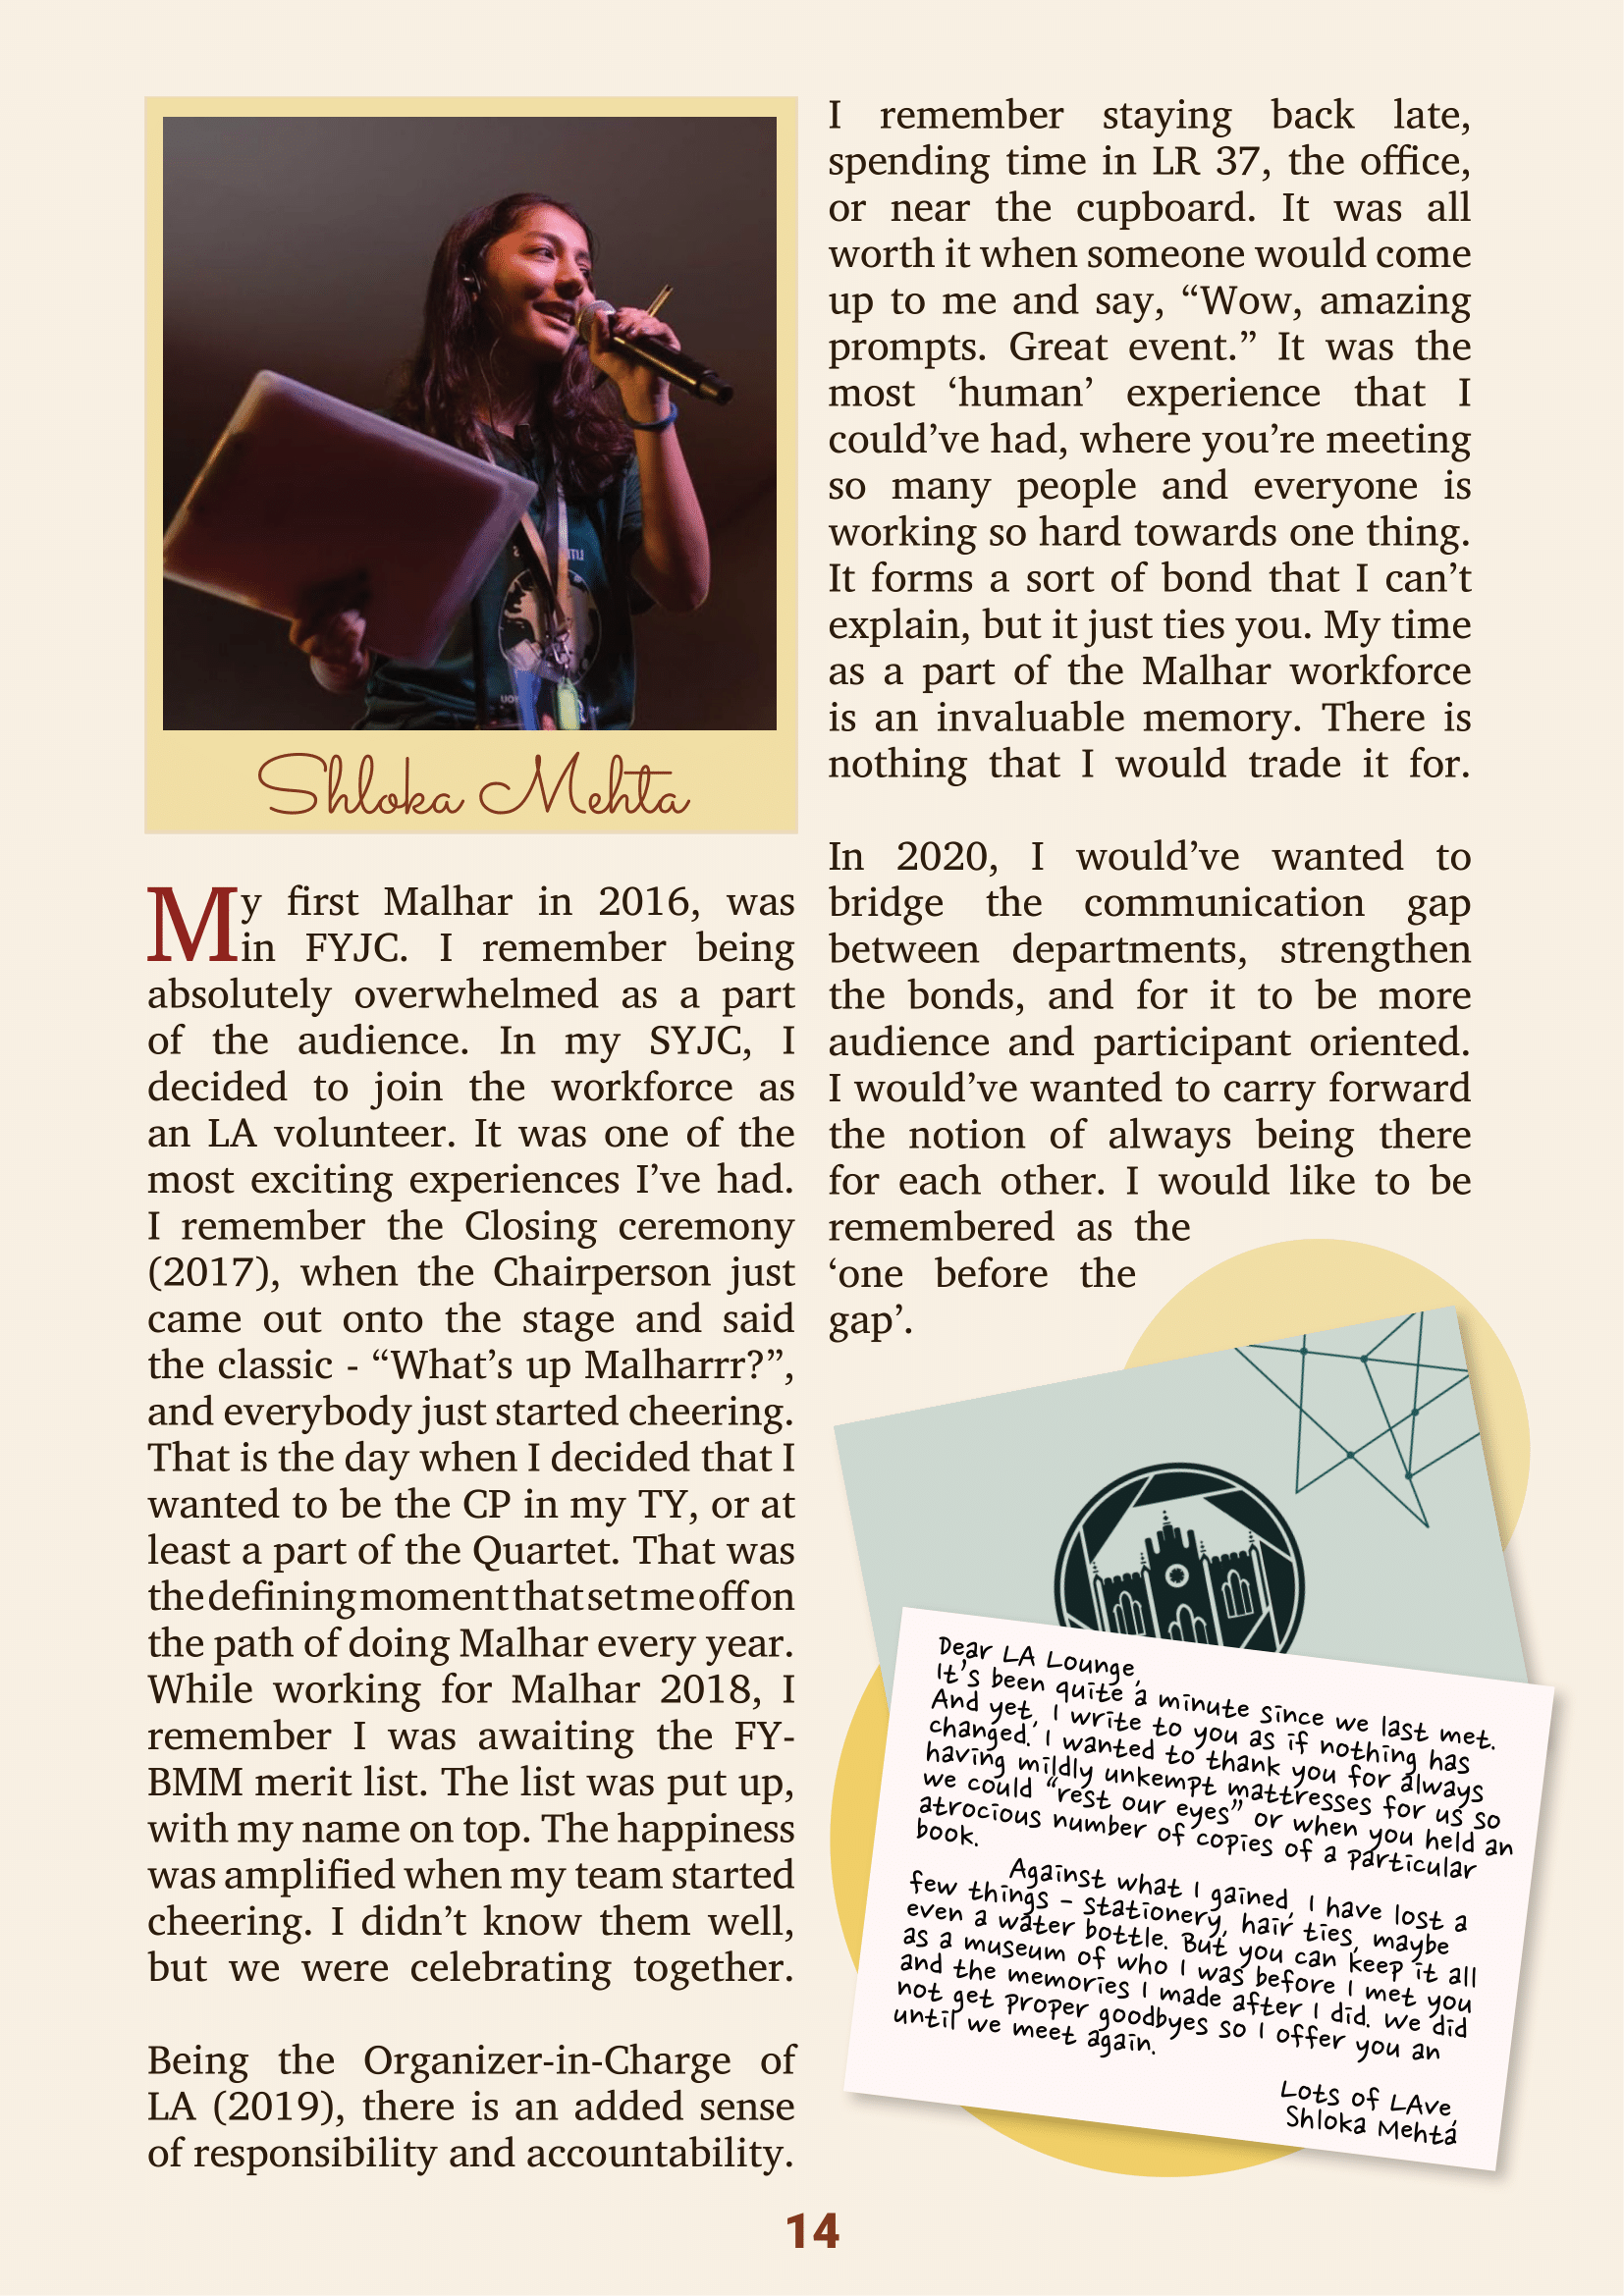 Shloka Mehta
My first Malhar in 2016, was
in FYJC. I remember being
absolutely overwhelmed as a part
of the audience. In my SYJC, I
decided to join the workforce as
an LA volunteer. It was one of the
most exciting experiences I’ve had.
I remember the Closing ceremony
(2017), when the Chairperson just
came out onto the stage and said
the classic - “What’s up Malharrr?”,
and everybody just started cheering.
That is the day when I decided that I
wanted to be the CP in my TY, or at
least a part of the Quartet. That was
the defining moment that set me off on
the path of doing Malhar every year.
While working for Malhar 2018, I
remember I was awaiting the FY-
BMM merit list. The list was put up,
with my name on top. The happiness
was amplified when my team started
cheering. I didn’t know them well,
but we were celebrating together.
Being the Organizer-in-Charge of
LA (2019), there is an added sense
of responsibility and accountability.
I remember staying back late,
spending time in LR 37, the office,
or near the cupboard. It was all
worth it when someone would come
up to me and say, “Wow, amazing
prompts. Great event.” It was the
most ‘human’ experience that I
could’ve had, where you’re meeting
so many people and everyone is
working so hard towards one thing.
It forms a sort of bond that I can’t
explain, but it just ties you. My time
as a part of the Malhar workforce
is an invaluable memory. There is
nothing that I would trade it for.
In 2020, I would’ve wanted to
bridge the communication gap
between departments, strengthen
the bonds, and for it to be more
audience and participant oriented.
I would’ve wanted to carry forward
the notion of always being there
for each other. I would like to be
remembered as the
‘one before the
gap’.
Dear LA Lounge,
It’s been quite a minute since we last met.
And yet, I write to you as if nothing has
changed. I wanted to thank you for always
having mildly unkempt mattresses for us so
we could “rest our eyes” or when you held an
atrocious number of copies of a particular
book.
Against what I gained, I have lost a
few things - stationery, hair ties, maybe
even a water bottle. But you can keep it all
as a museum of who I was before I met you
and the memories I made after I did. We did
not get proper goodbyes so I offer you an
until we meet again.
Lots of LAve,
Shloka Mehta
14